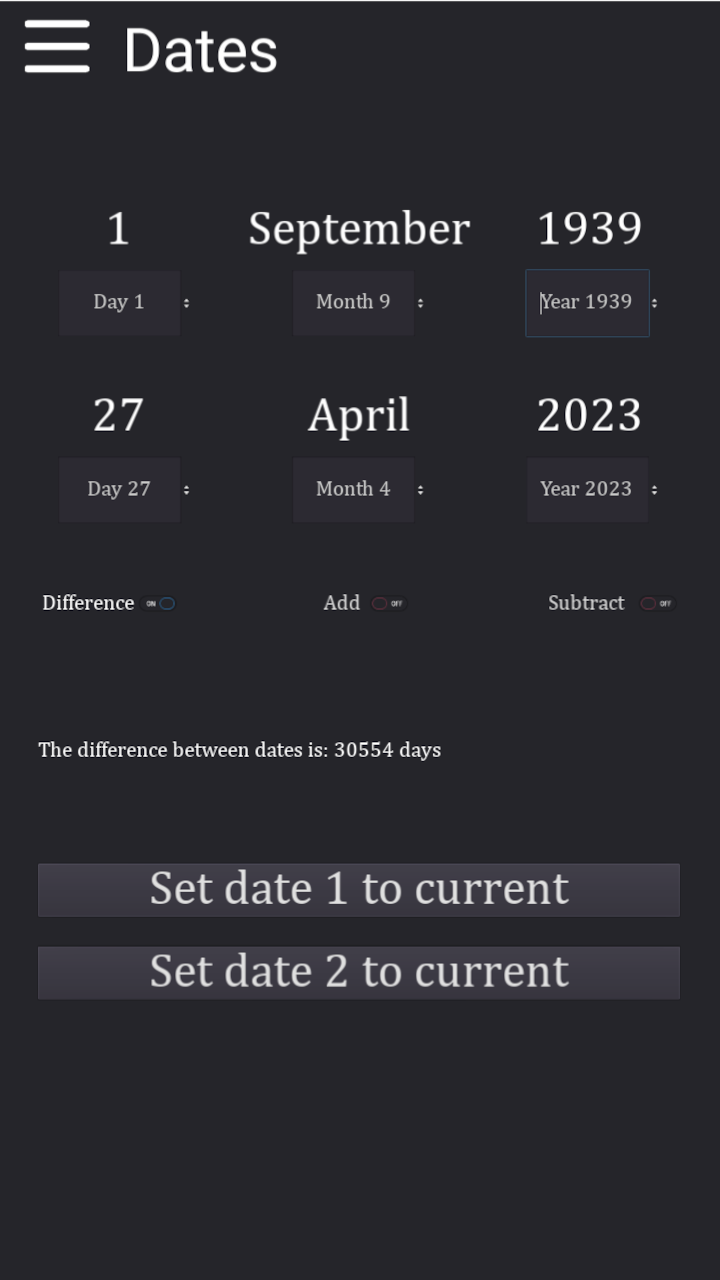 Dates
1 September 1939
Day 1 Month 9 Year 1939
27 April 2023
Day 27 Month 4 Year 2023
Difference ON Add OFF Subtract OFF
The difference between dates is: 30554 days
Set date 1 to current
Set date 2 to current